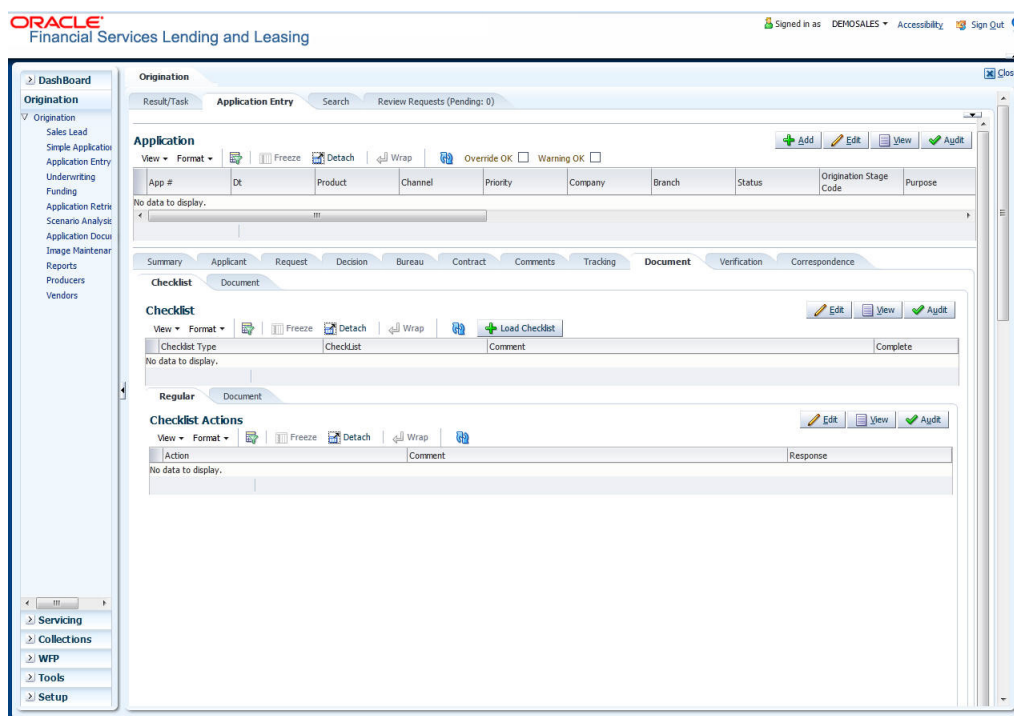 ORACLE
Financial Services Lending and Leasing
Signed in as DEMOSALES Accessibility Sign Out
DashBoard
Origination
Origination
Sales Lead
Simple Application
Application Entry
Underwriting
Funding
Application Retrie
Scenario Analysis
Application Docu
Image Maintenar
Reports
Producers
Vendors
Servicing
Collections
WFP
Tools
Setup
Origination
Clos
Result/Task Application Entry Search Review Requests (Pending: 0)
Application
Add Edit View Audit
View Format Freeze Detach Wrap Override OK Warning OK
App # Dt Product Channel Priority Company Branch Status Origination Stage Code Purpose
No data to display.
Summary Applicant Request Decision Bureau Contract Comments Tracking Document Verification Correspondence
Checklist Document
Checklist
Edit View Audit
View Format Freeze Detach Wrap Load Checklist
Checklist Type CheckList Comment Complete
No data to display.
Regular Document
Checklist Actions
Edit View Audit
View Format Freeze Detach Wrap
Action Comment Response
No data to display.